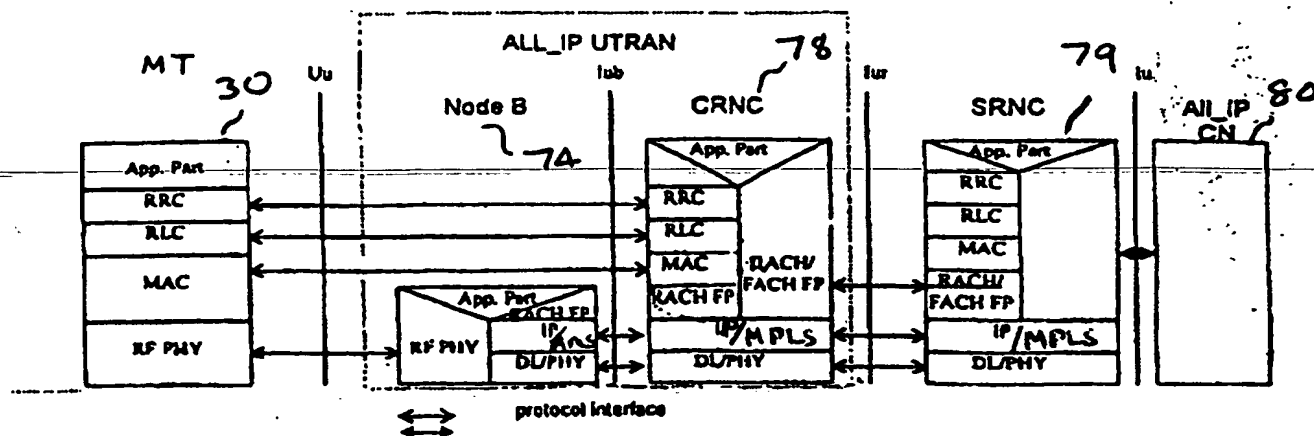 ALL_IP UTRAN
MT
30
Uu
Node B
74
Iub
CRNC
78
Iur
SRNC
79
Iu
All_IP
CN
80
App. Part
RRC
RLC
MAC
RF PHY
App. Part
RACH FP
RF PHY
IP/
DL/PHY
App. Part
RRC
RLC
MAC
RACH FP
RACH/
FACH FP
IP/MPLS
DL/PHY
App. Part
RRC
RLC
MAC
RACH/
FACH FP
IP/MPLS
DL/PHY
protocol interface